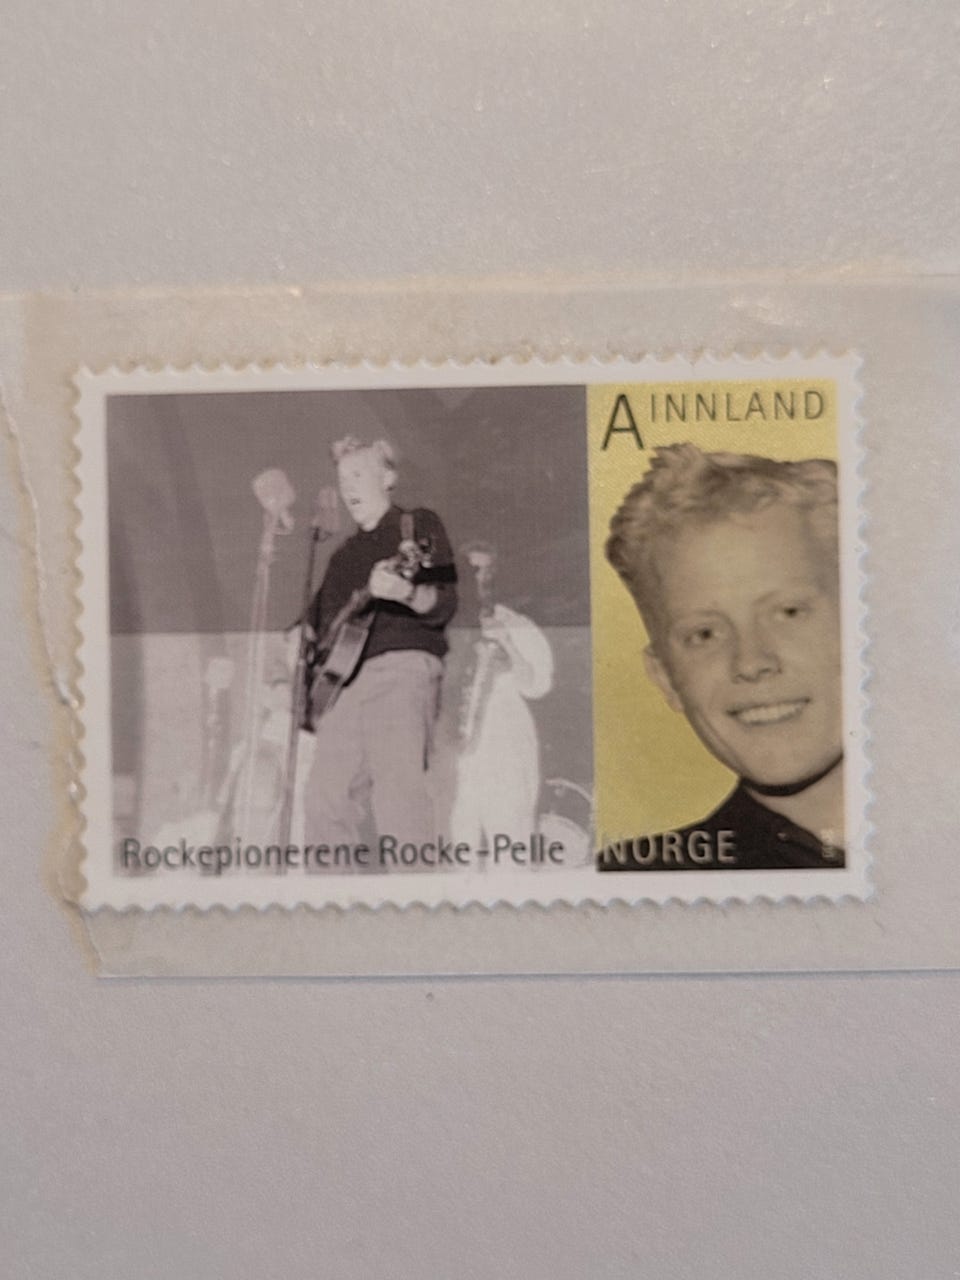 A INNLAND
Rockepionerene Rocke-Pelle
NORGE